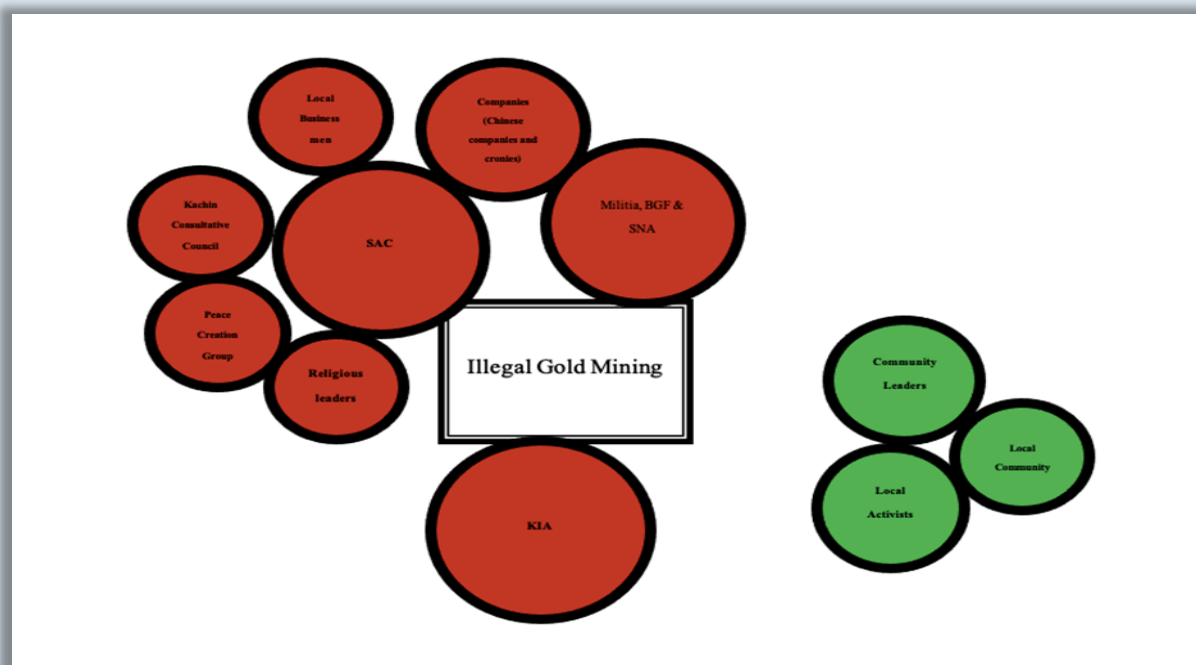 Local
Business
men
Companies
(Chinese
companies and
cronies)
Kachin
Consultative
Council
SAC
Militia, BGF &
SNA
Peace
Creation
Group
Religious
leaders
Illegal Gold Mining
KIA
Community
Leaders
Local
Community
Local
Activists